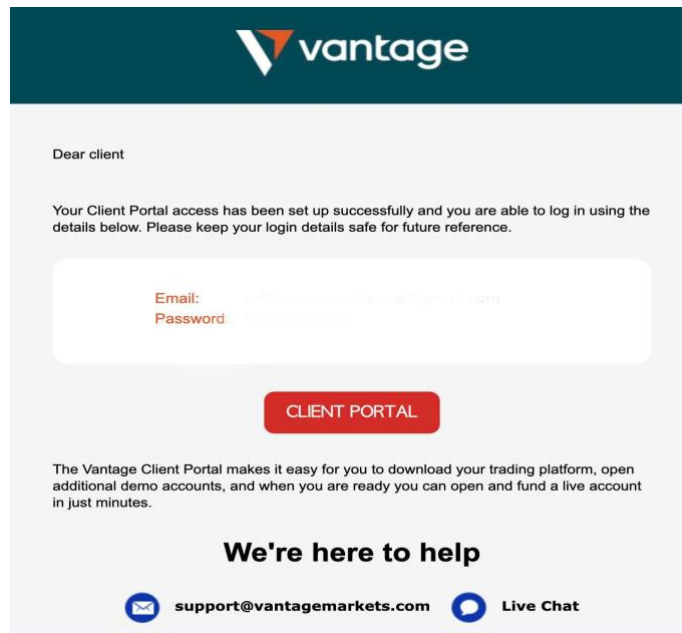 vantage
Dear client
Your Client Portal access has been set up successfully and you are able to log in using the
details below. Please keep your login details safe for future reference.
Email:
Password
CLIENT PORTAL
The Vantage Client Portal makes it easy for you to download your trading platform, open
additional demo accounts, and when you are ready you can open and fund a live account
in just minutes.
We're here to help
support@vantagemarkets.com Live Chat